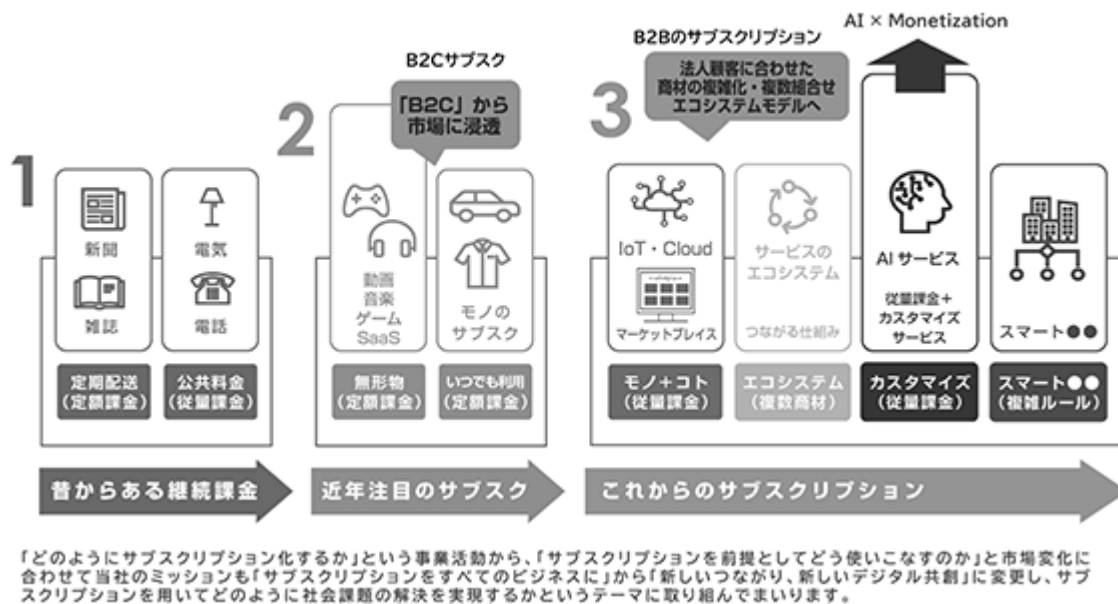 AI × Monetization
B2Bのサブスクリプション
B2Cサブスク
法人顧客に合わせた
商材の複雑化・複数組合せ
エコシステムモデルへ
「B2C」から
市場に浸透
1
2
3
新聞
雑誌
電気
電話
動画
音楽
ゲーム
SaaS
モノの
サブスク
IoT・Cloud
マーケットプレイス
サービスの
エコシステム
つながる仕組み
AI サービス
従量課金＋
カスタマイズ
サービス
スマート●●
定期配送
(定額課金)
公共料金
(従量課金)
無形物
(定額課金)
いつでも利用
(定額課金)
モノ＋コト
(従量課金)
エコシステム
(複数商材)
カスタマイズ
(従量課金)
スマート●●
(複雑ルール)
昔からある継続課金
近年注目のサブスク
これからのサブスクリプション
「どのようにサブスクリプション化するか」という事業活動から、「サブスクリプションを前提としてどう使いこなすのか」と市場変化に
合わせて当社のミッションも「サブスクリプションをすべてのビジネスに」から「新しいつながり、新しいデジタル共創」に変更し、サブ
スクリプションを用いてどのように社会課題の解決を実現するかというテーマに取り組んでまいります。